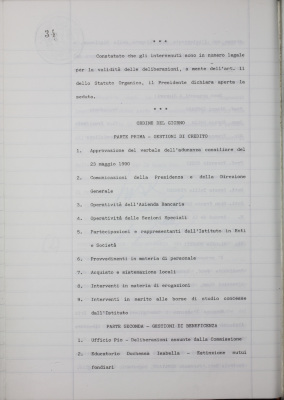 * * *
Constatato che gli intervenuti sono in numero legale
per la validità delle deliberazioni, a mente dell'art. 11
dello Statuto Organico, il Presidente dichiara aperta la
seduta.
* * *
ORDINE DEL GIORNO
PARTE PRIMA - GESTIONI DI CREDITO
1. Approvazione del verbale dell'adunanza consiliare del
25 maggio 1990
2. Comunicazioni della Presidenza e della Direzione
Generale
3. Operatività dell'Azienda Bancaria
4. Operatività delle Sezioni Speciali
5. Partecipazioni e rappresentanti dell'Istituto in Enti
e Società
6. Provvedimenti in materia di personale
7. Acquisto e sistemazione locali
8. Interventi in materia di erogazioni
9. Interventi in merito alle borse di studio concesse
dall'Istituto
PARTE SECONDA - GESTIONI DI BENEFICENZA
1. Ufficio Pio - Deliberazioni assunte dalla Commissione
2. Educatorio Duchessa Isabella - Estinzione mutui
fondiari